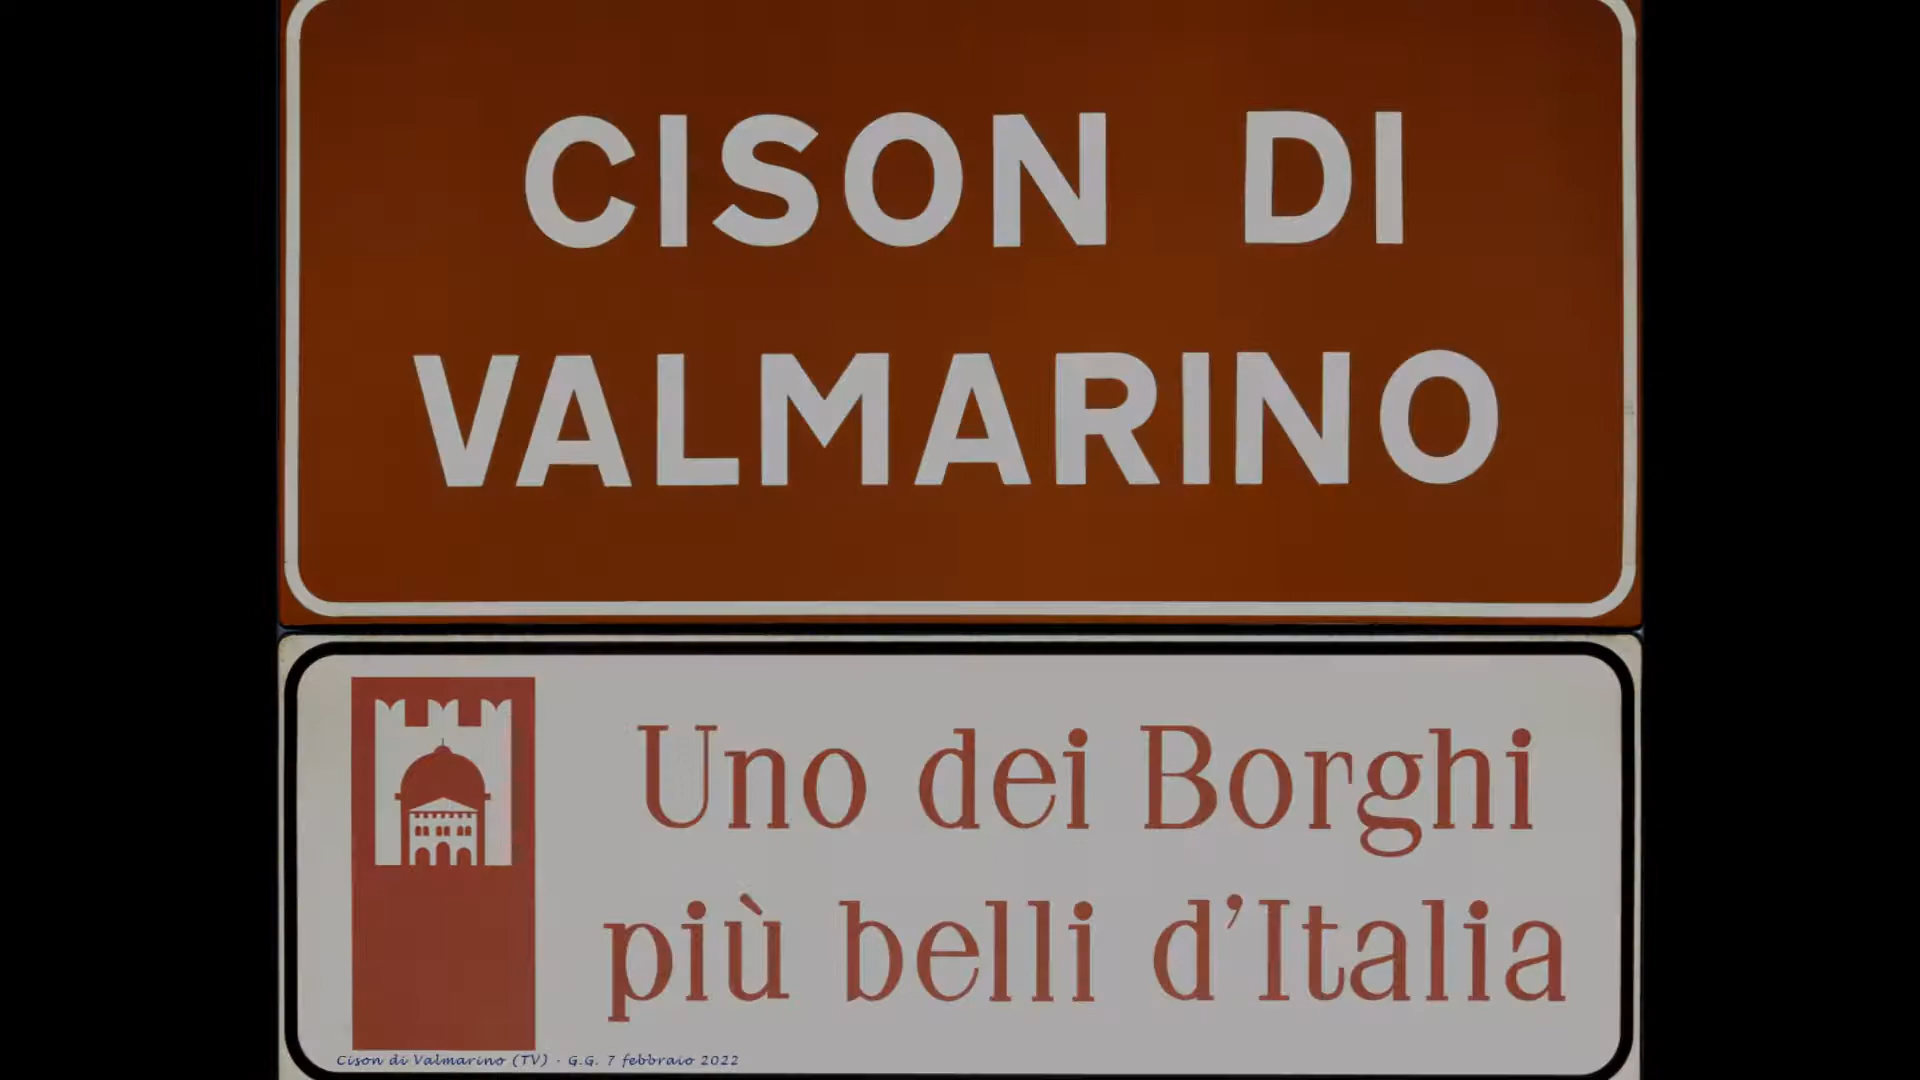 CISON DI
VALMARINO
Uno dei Borghi
più belli d'Italia
Cison di Valmarino (TV) - G.G. 7 febbraio 2022